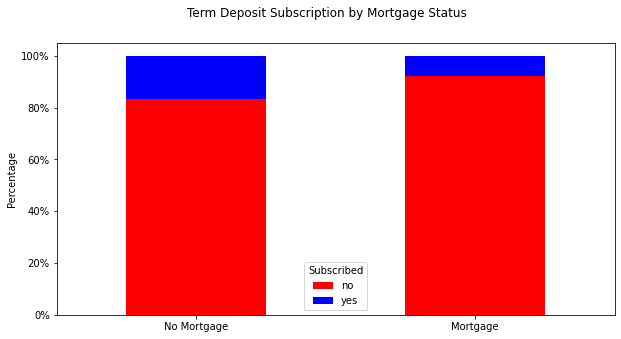 Term Deposit Subscription by Mortgage Status
100%
80%
60%
40%
20%
0%
Percentage
Subscribed
no
yes
No Mortgage
Mortgage